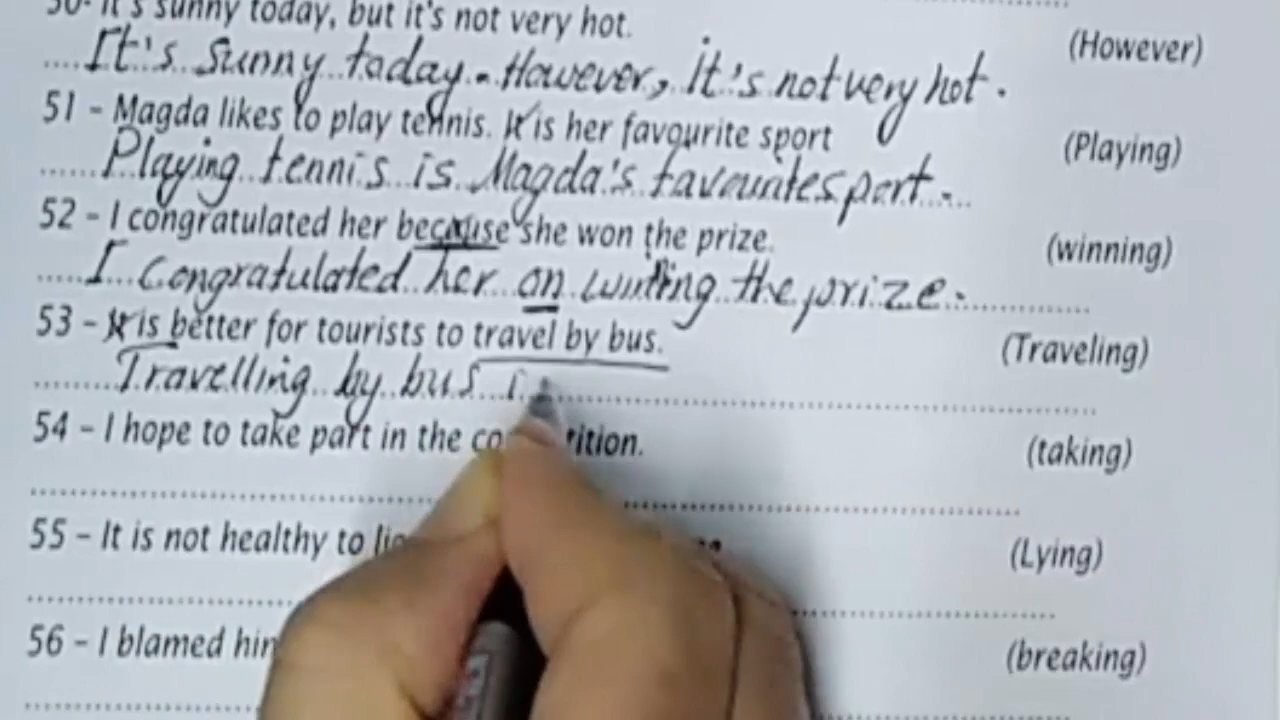 50- It's sunny today, but it's not very hot. (However)
It's sunny today. However, it's not very hot.
51 - Magda likes to play tennis. It is her favourite sport (Playing)
Playing tennis is Magda's favourite sport.
52 - I congratulated her because she won the prize. (winning)
I congratulated her on winning the prize.
53 - It is better for tourists to travel by bus. (Traveling)
Travelling by bus i
54 - I hope to take part in the (taking)
55 - It is not healthy to (Lying)
56 - I blamed (breaking)